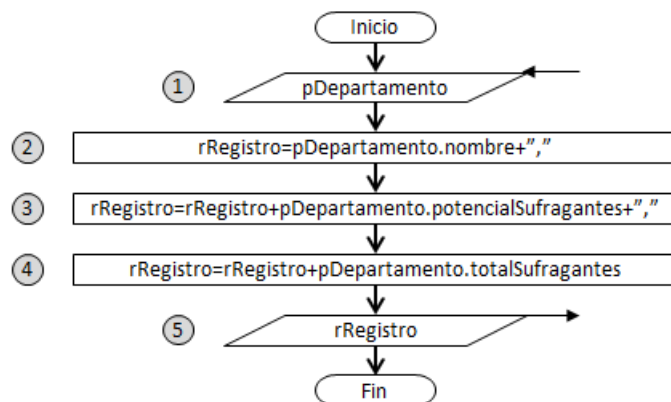 Inicio
1
pDepartamento
2
rRegistro=pDepartamento.nombre+”,”
3
rRegistro=rRegistro+pDepartamento.potencialSufragantes+”,”
4
rRegistro=rRegistro+pDepartamento.totalSufragantes
5
rRegistro
Fin